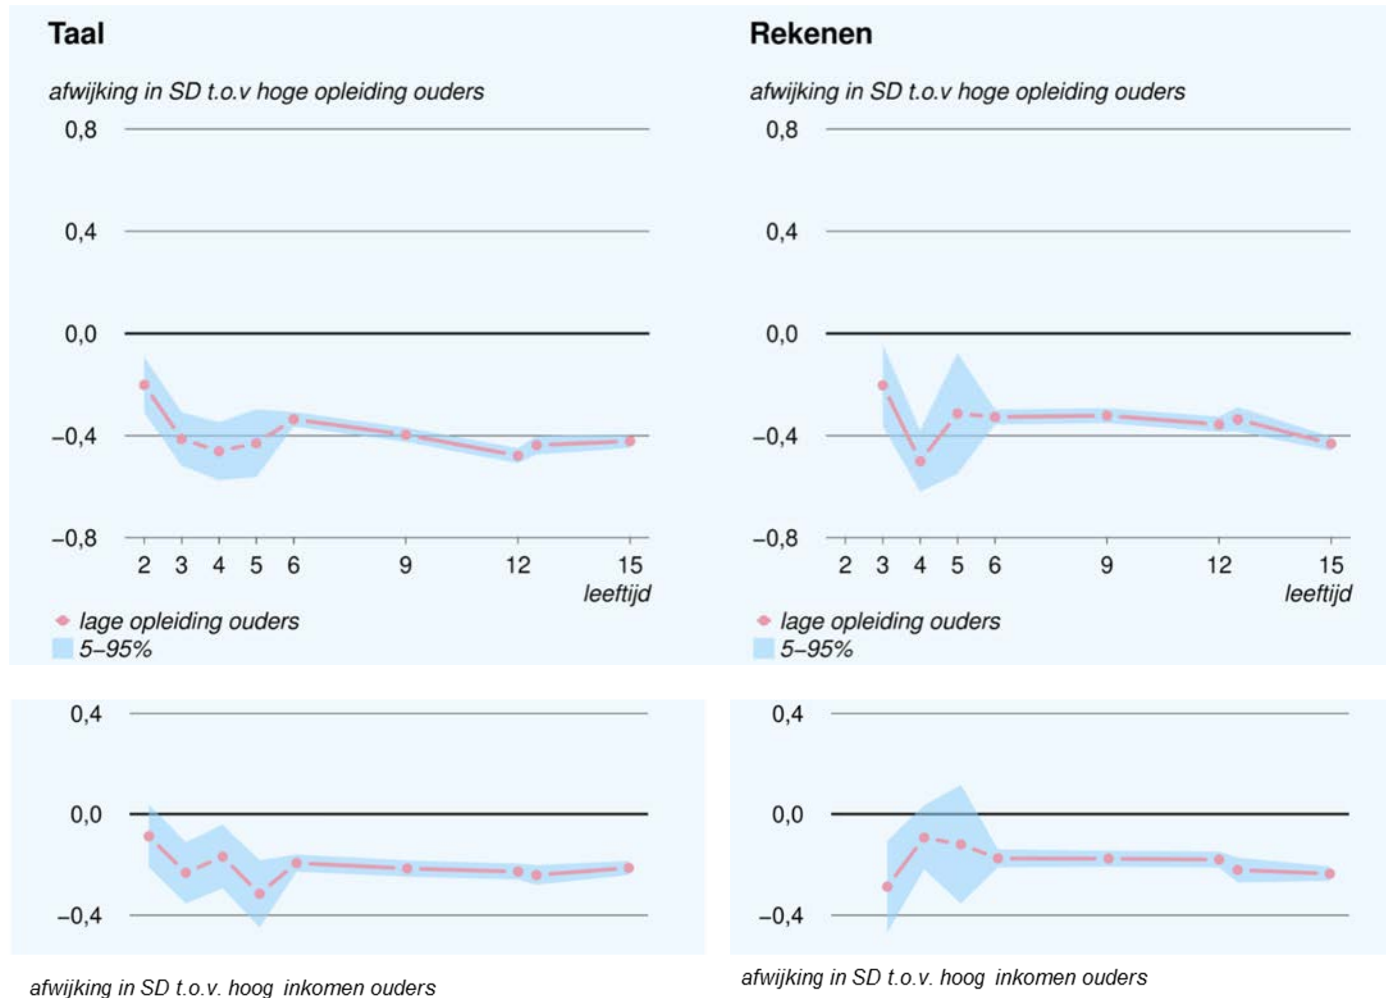 Taal
afwijking in SD t.o.v hoge opleiding ouders
0,8
0,4
0,0
−0,4
−0,8
2 3 4 5 6 9 12 15
leeftijd
lage opleiding ouders
5−95%
Rekenen
afwijking in SD t.o.v hoge opleiding ouders
0,8
0,4
0,0
−0,4
−0,8
2 3 4 5 6 9 12 15
leeftijd
lage opleiding ouders
5−95%
0,4
0,0
−0,4
afwijking in SD t.o.v. hoog inkomen ouders
0,4
0,0
−0,4
afwijking in SD t.o.v. hoog inkomen ouders